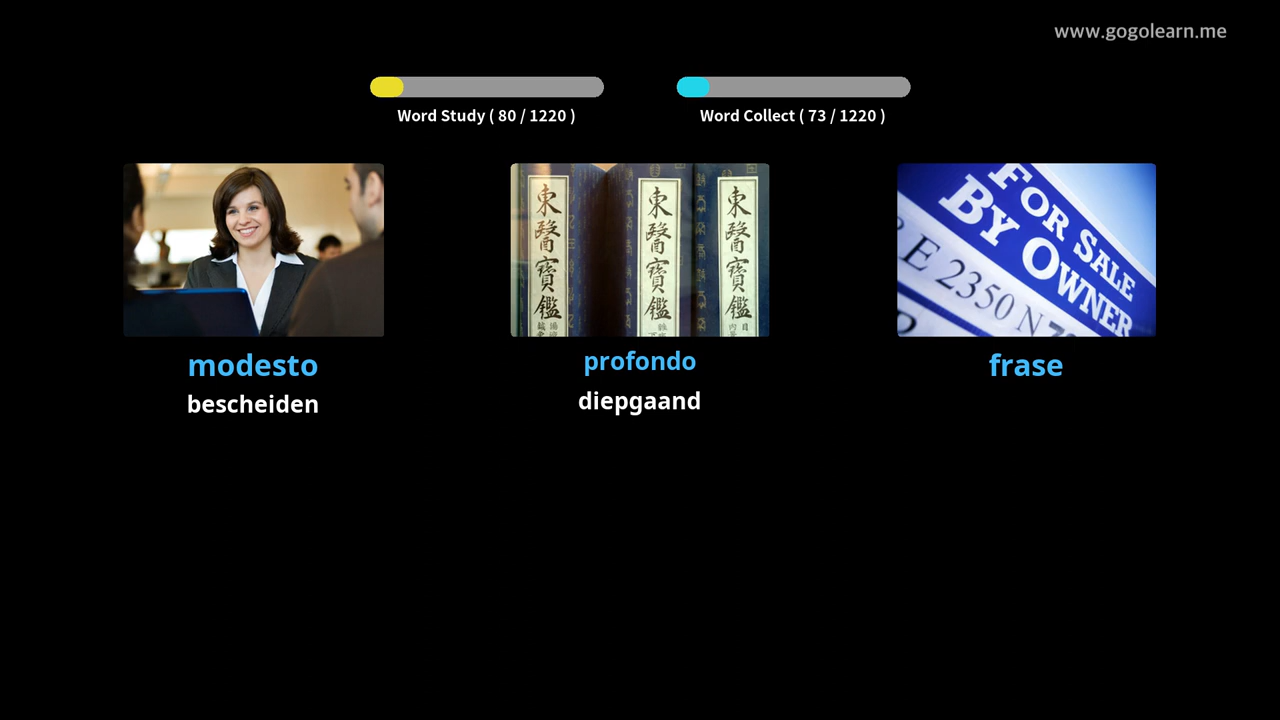 www.gogolearn.me
Word Study ( 80 / 1220 )
Word Collect ( 73 / 1220 )
東醫寶鑑
東醫寶鑑
東醫寶鑑
FOR SALE
BY OWNER
E 2350 N
modesto
bescheiden
profondo
diepgaand
frase